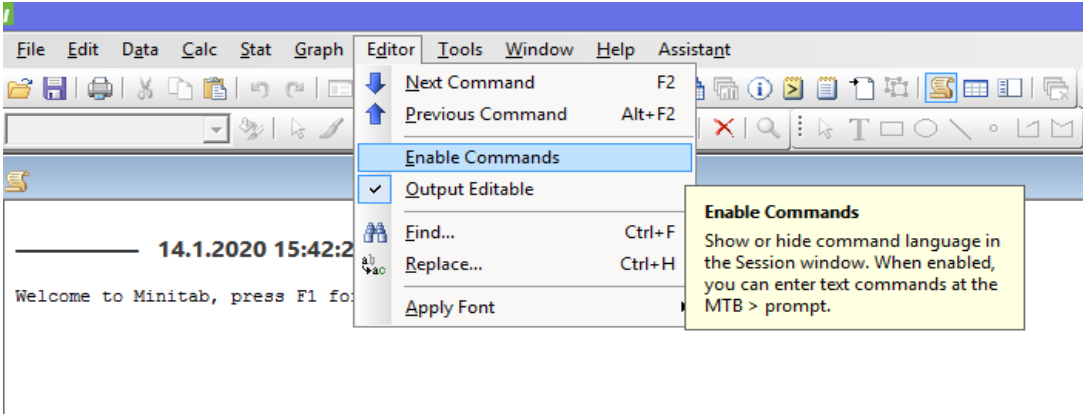 File Edit Data Calc Stat Graph Editor Tools Window Help Assistant
Next Command F2
Previous Command Alt+F2
Enable Commands
Output Editable
Enable Commands
Show or hide command language in
the Session window. When enabled,
you can enter text commands at the
MTB > prompt.
Find... Ctrl+F
Replace... Ctrl+H
Apply Font
14.1.2020 15:42:2
Welcome to Minitab, press F1 fo